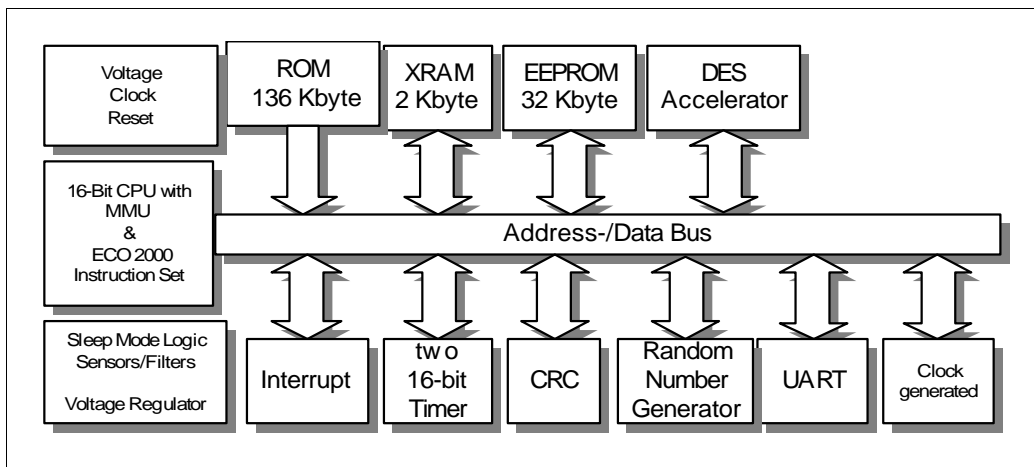 Voltage
Clock
Reset
ROM
136 Kbyte
XRAM
2 Kbyte
EEPROM
32 Kbyte
DES
Accelerator
16-Bit CPU with
MMU
&
ECO 2000
Instruction Set
Address-/Data Bus
Sleep Mode Logic
Sensors/Filters
Voltage Regulator
Interrupt
two
16-bit
Timer
CRC
Random
Number
Generator
UART
Clock
generated